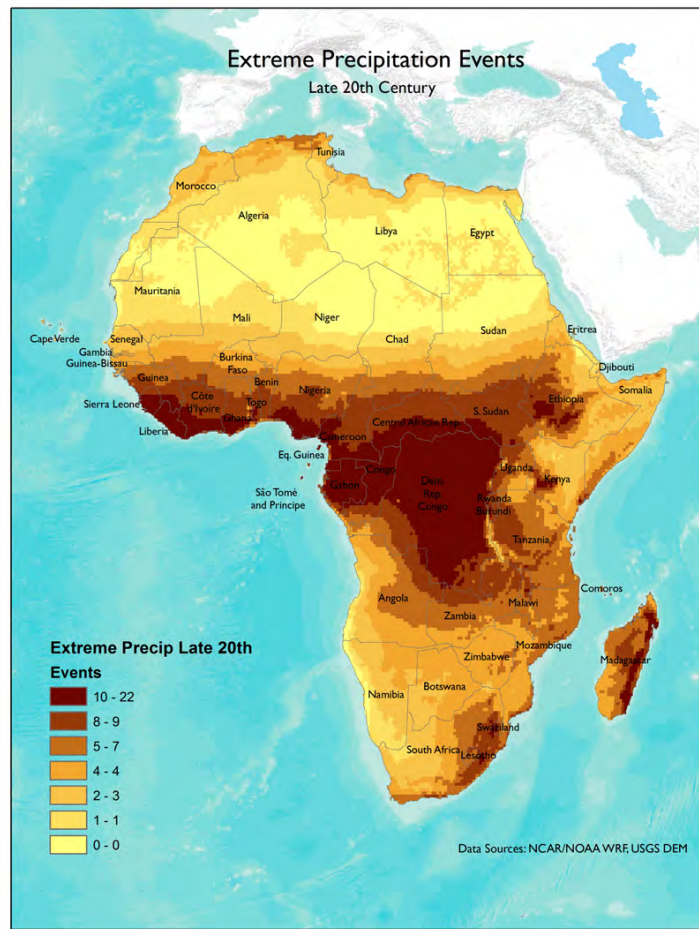 Extreme Precipitation Events
Late 20th Century
Tunisia
Morocco
Algeria
Libya
Egypt
Mauritania
Mali
Niger
Chad
Sudan
Eritrea
Cape Verde
Senegal
Gambia
Guinea-Bissau
Burkina
Faso
Djibouti
Guinea
Benin
Nigeria
Somalia
Ethiopia
Côte
d'Ivoire
Togo
Sierra Leone
Ghana
Central African Rep.
S. Sudan
Liberia
Cameroon
Eq. Guinea
Congo
Uganda
Gabon
Dem.
Rep.
Congo
Kenya
São Tomé
and Principe
Rwanda
Burundi
Tanzania
Comoros
Angola
Malawi
Zambia
Mozambique
Zimbabwe
Madagascar
Namibia
Botswana
Swaziland
South Africa
Lesotho
Extreme Precip Late 20th
Events
10 - 22
8 - 9
5 - 7
4 - 4
2 - 3
1 - 1
0 - 0
Data Sources: NCAR/NOAA WRF, USGS DEM